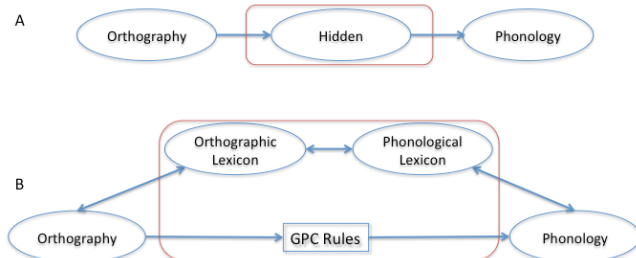 A
Orthography
Hidden
Phonology
Orthographic
Lexicon
Phonological
Lexicon
B
Orthography
GPC Rules
Phonology